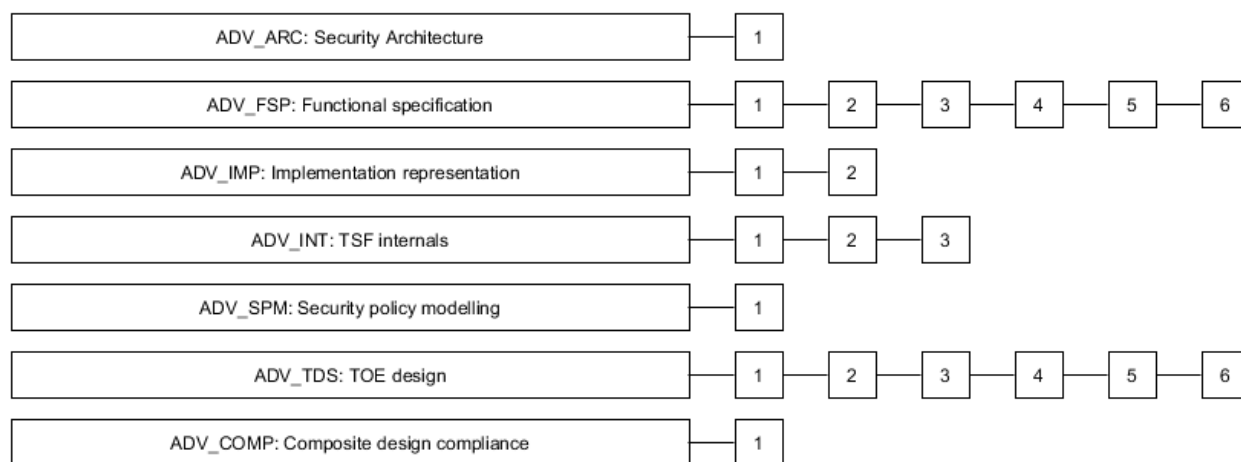 ADV_ARC: Security Architecture 1
ADV_FSP: Functional specification 1 2 3 4 5 6
ADV_IMP: Implementation representation 1 2
ADV_INT: TSF internals 1 2 3
ADV_SPM: Security policy modelling 1
ADV_TDS: TOE design 1 2 3 4 5 6
ADV_COMP: Composite design compliance 1